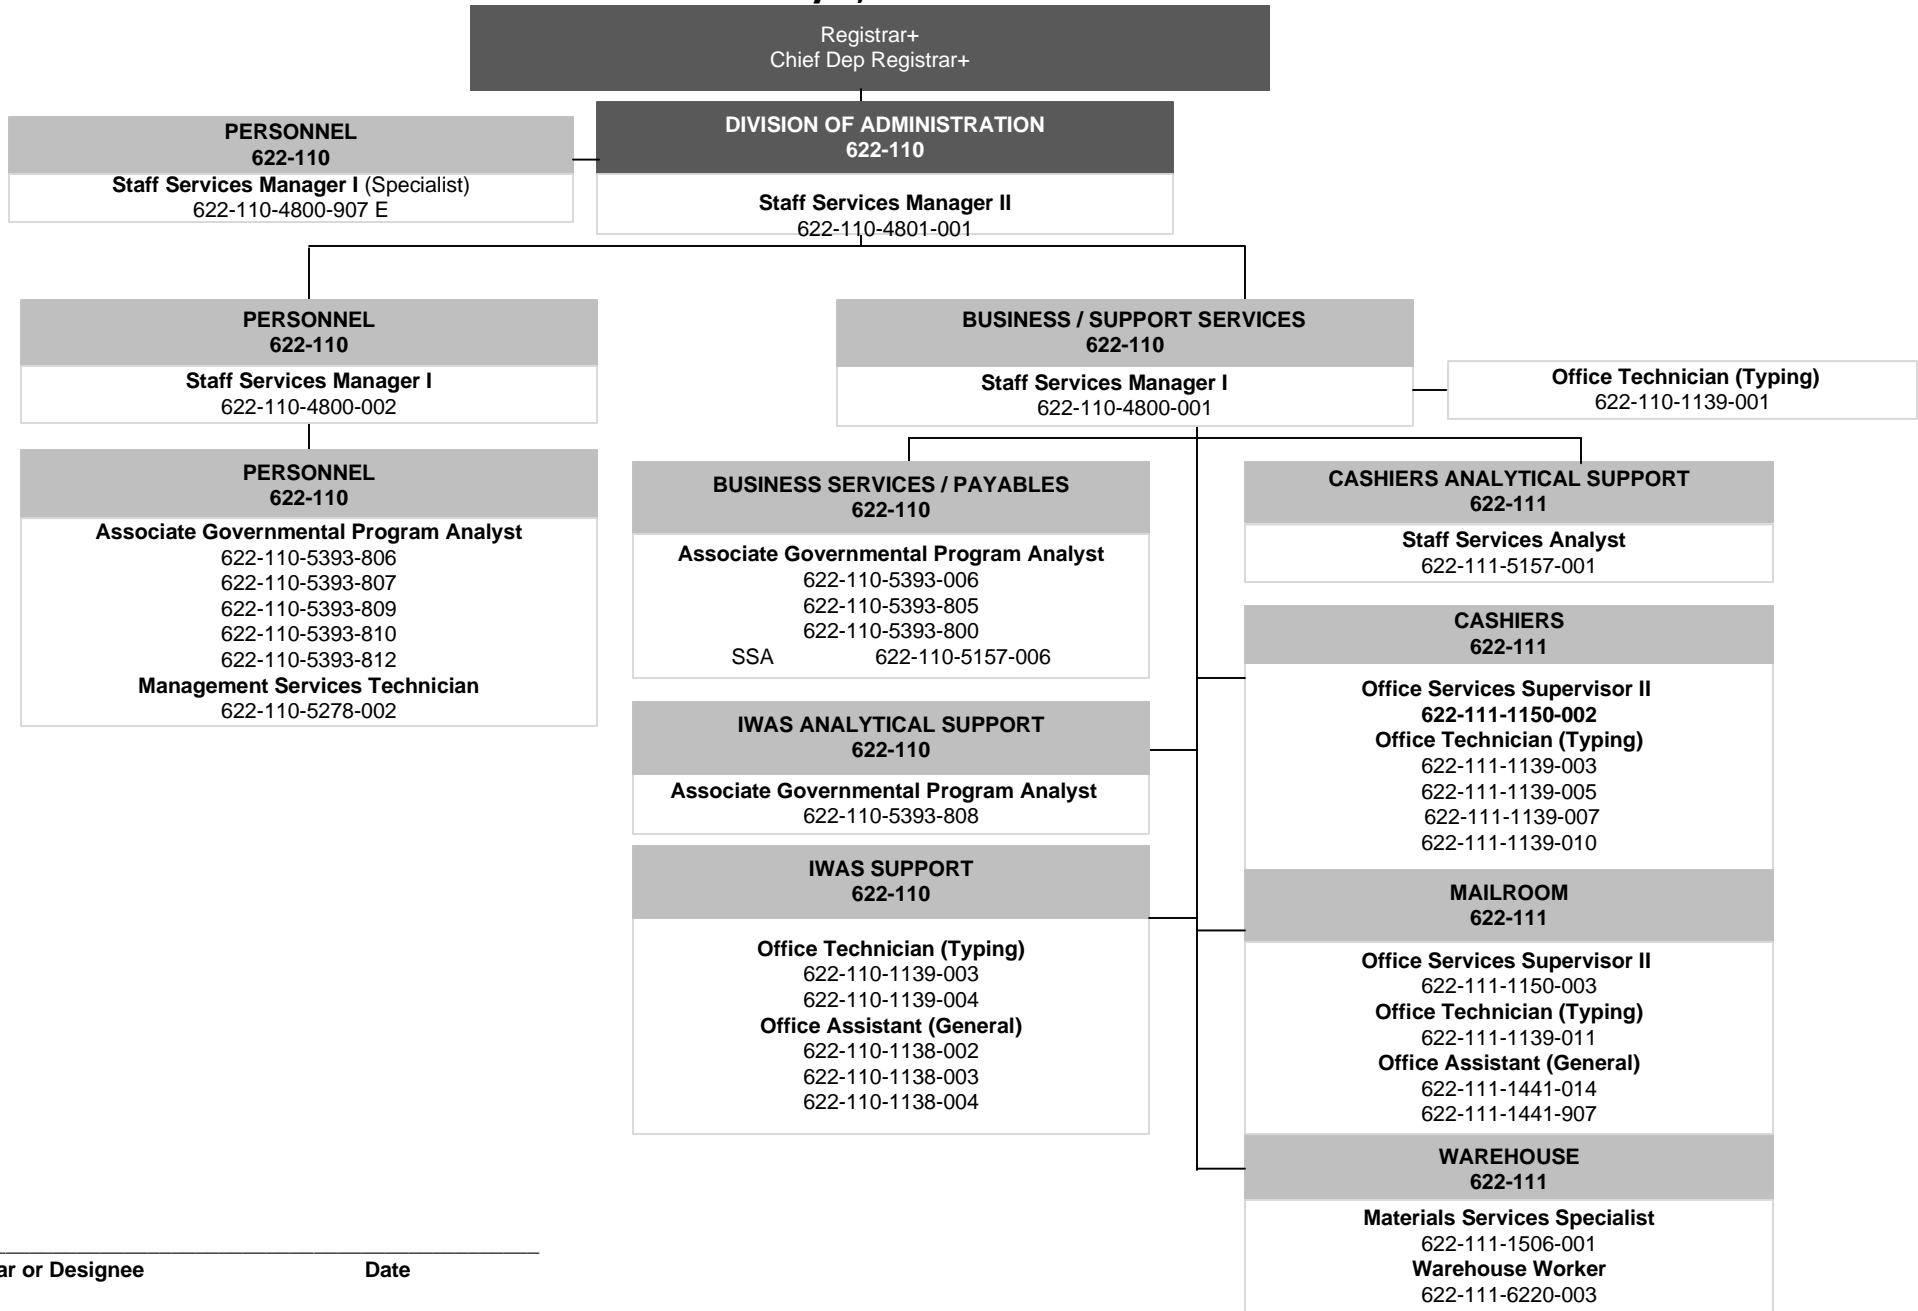 Registrar+
Chief Dep Registrar+
PERSONNEL
622-110
Staff Services Manager I (Specialist)
622-110-4800-907 E
DIVISION OF ADMINISTRATION
622-110
Staff Services Manager II
622-110-4801-001
PERSONNEL
622-110
Staff Services Manager I
622-110-4800-002
BUSINESS / SUPPORT SERVICES
622-110
Staff Services Manager I
622-110-4800-001
Office Technician (Typing)
622-110-1139-001
PERSONNEL
622-110
Associate Governmental Program Analyst
622-110-5393-806
622-110-5393-807
622-110-5393-809
622-110-5393-810
622-110-5393-812
Management Services Technician
622-110-5278-002
BUSINESS SERVICES / PAYABLES
622-110
Associate Governmental Program Analyst
622-110-5393-006
622-110-5393-805
622-110-5393-800
SSA 622-110-5157-006
IWAS ANALYTICAL SUPPORT
622-110
Associate Governmental Program Analyst
622-110-5393-808
IWAS SUPPORT
622-110
Office Technician (Typing)
622-110-1139-003
622-110-1139-004
Office Assistant (General)
622-110-1138-002
622-110-1138-003
622-110-1138-004
CASHIERS ANALYTICAL SUPPORT
622-111
Staff Services Analyst
622-111-5157-001
CASHIERS
622-111
Office Services Supervisor II
622-111-1150-002
Office Technician (Typing)
622-111-1139-003
622-111-1139-005
622-111-1139-007
622-111-1139-010
MAILROOM
622-111
Office Services Supervisor II
622-111-1150-003
Office Technician (Typing)
622-111-1139-011
Office Assistant (General)
622-111-1441-014
622-111-1441-907
WAREHOUSE
622-111
Materials Services Specialist
622-111-1506-001
Warehouse Worker
622-111-6220-003
ar or Designee Date